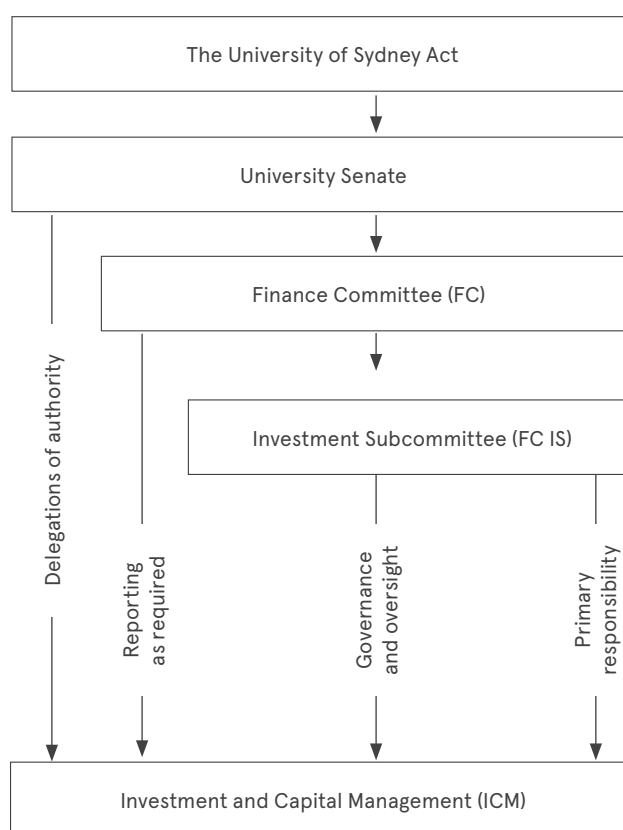 The University of Sydney Act
University Senate
Finance Committee (FC)
Investment Subcommittee (FC IS)
Delegations of authority
Reporting
as required
Governance
and oversight
Primary
responsibility
Investment and Capital Management (ICM)